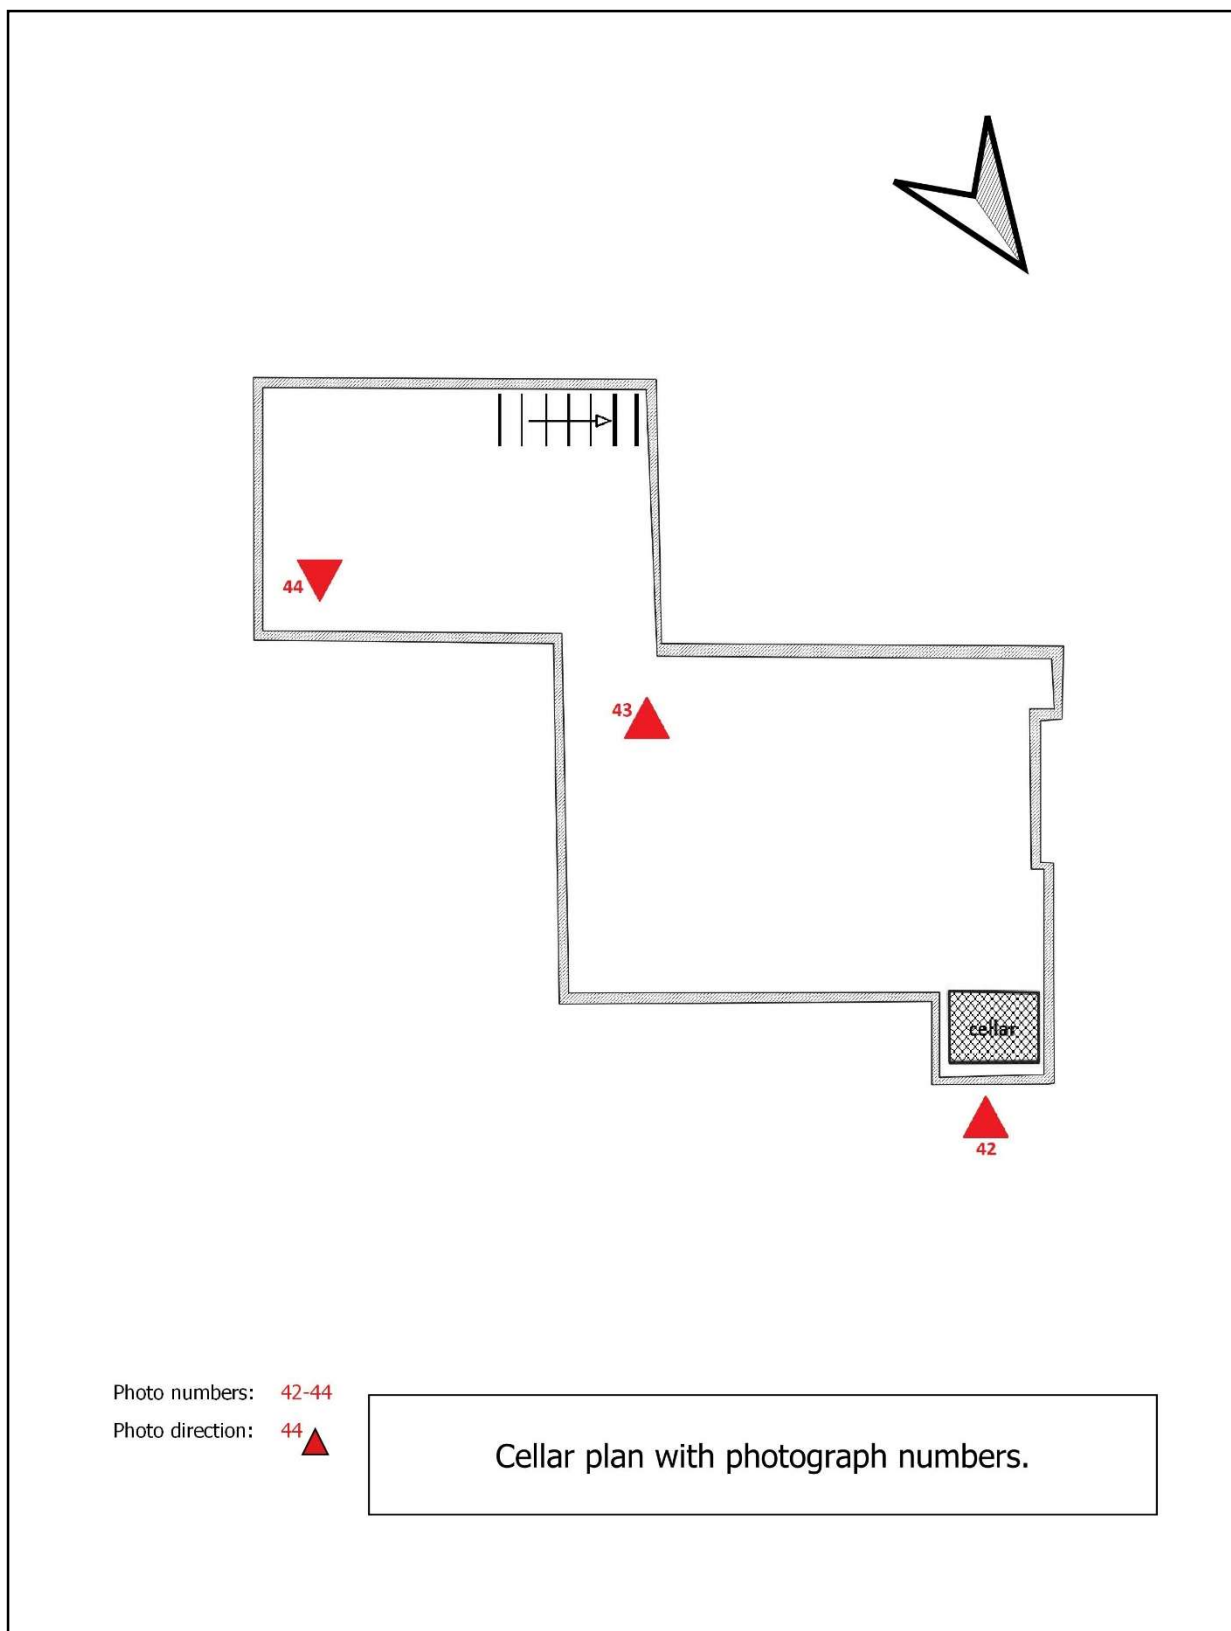 44
43
cellar
42
Photo numbers: 42-44
Photo direction: 44
Cellar plan with photograph numbers.